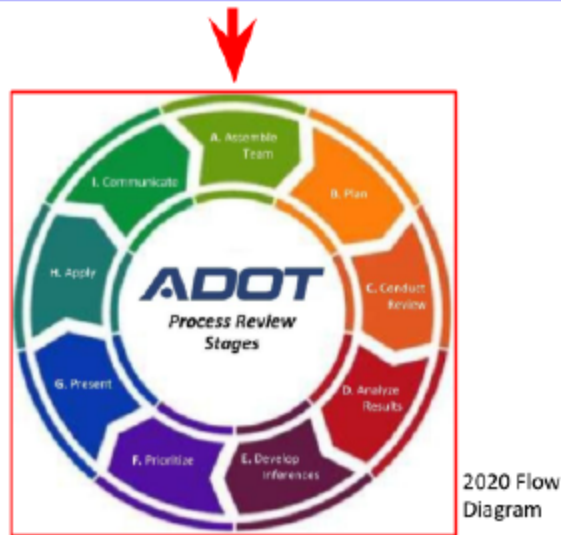 A. Assemble
Team
B. Plan
C. Conduct
Review
D. Analyze
Results
E. Develop
Inferences
F. Prioritize
G. Present
H. Apply
I. Communicate
ADOT
Process Review
Stages
2020 Flow
Diagram